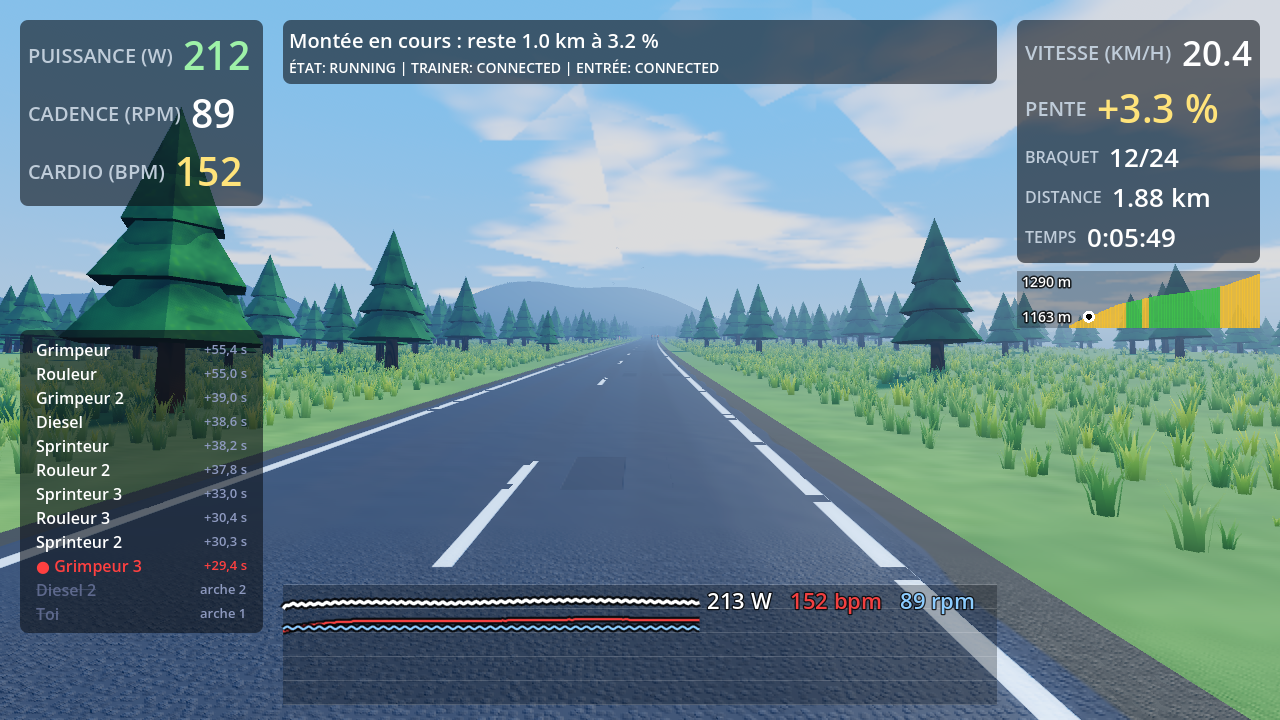 PUISSANCE (W) 212
CADENCE (RPM) 89
CARDIO (BPM) 152
Montée en cours : reste 1.0 km à 3.2 %
ÉTAT: RUNNING | TRAINER: CONNECTED | ENTRÉE: CONNECTED
VITESSE (KM/H) 20.4
PENTE +3.3 %
BRAQUET 12/24
DISTANCE 1.88 km
TEMPS 0:05:49
1290 m
1163 m
Grimpeur +55,4 s
Rouleur +55,0 s
Grimpeur 2 +39,0 s
Diesel +38,6 s
Sprinteur +38,2 s
Rouleur 2 +37,8 s
Sprinteur 3 +33,0 s
Rouleur 3 +30,4 s
Sprinteur 2 +30,3 s
Grimpeur 3 +29,4 s
Diesel 2 arche 2
Toi arche 1
213 W 152 bpm 89 rpm